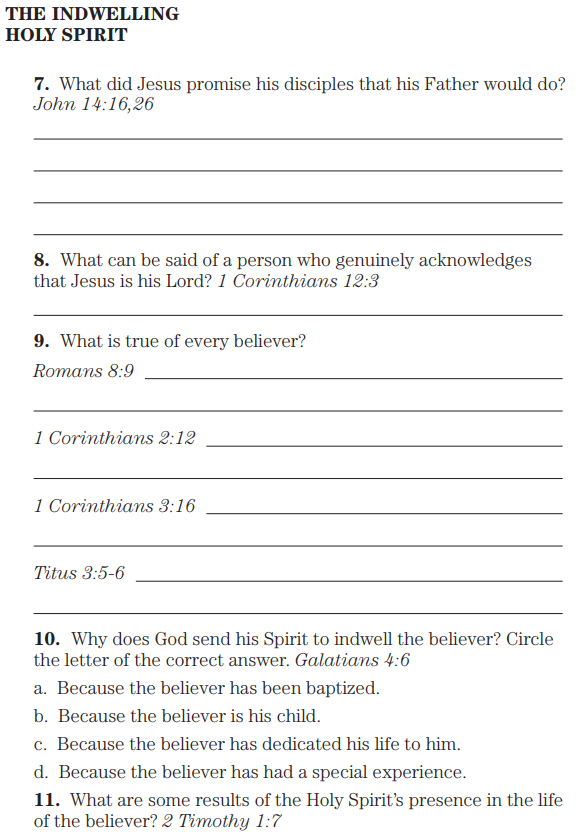 THE INDWELLING
HOLY SPIRIT
7. What did Jesus promise his disciples that his Father would do?
John 14:16,26
8. What can be said of a person who genuinely acknowledges
that Jesus is his Lord? 1 Corinthians 12:3
9. What is true of every believer?
Romans 8:9
1 Corinthians 2:12
1 Corinthians 3:16
Titus 3:5-6
10. Why does God send his Spirit to indwell the believer? Circle
the letter of the correct answer. Galatians 4:6
a. Because the believer has been baptized.
b. Because the believer is his child.
c. Because the believer has dedicated his life to him.
d. Because the believer has had a special experience.
11. What are some results of the Holy Spirit’s presence in the life
of the believer? 2 Timothy 1:7